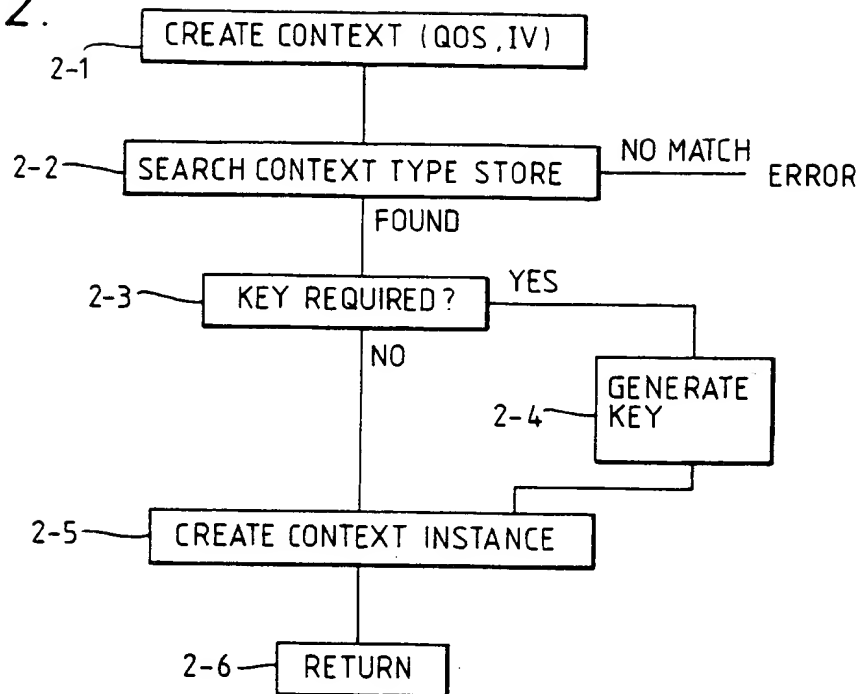 2.
CREATE CONTEXT (QOS,IV)
2-1
2-2
SEARCH CONTEXT TYPE STORE
NO MATCH
ERROR
FOUND
2-3
KEY REQUIRED?
YES
NO
2-4
GENERATE
KEY
2-5
CREATE CONTEXT INSTANCE
2-6
RETURN